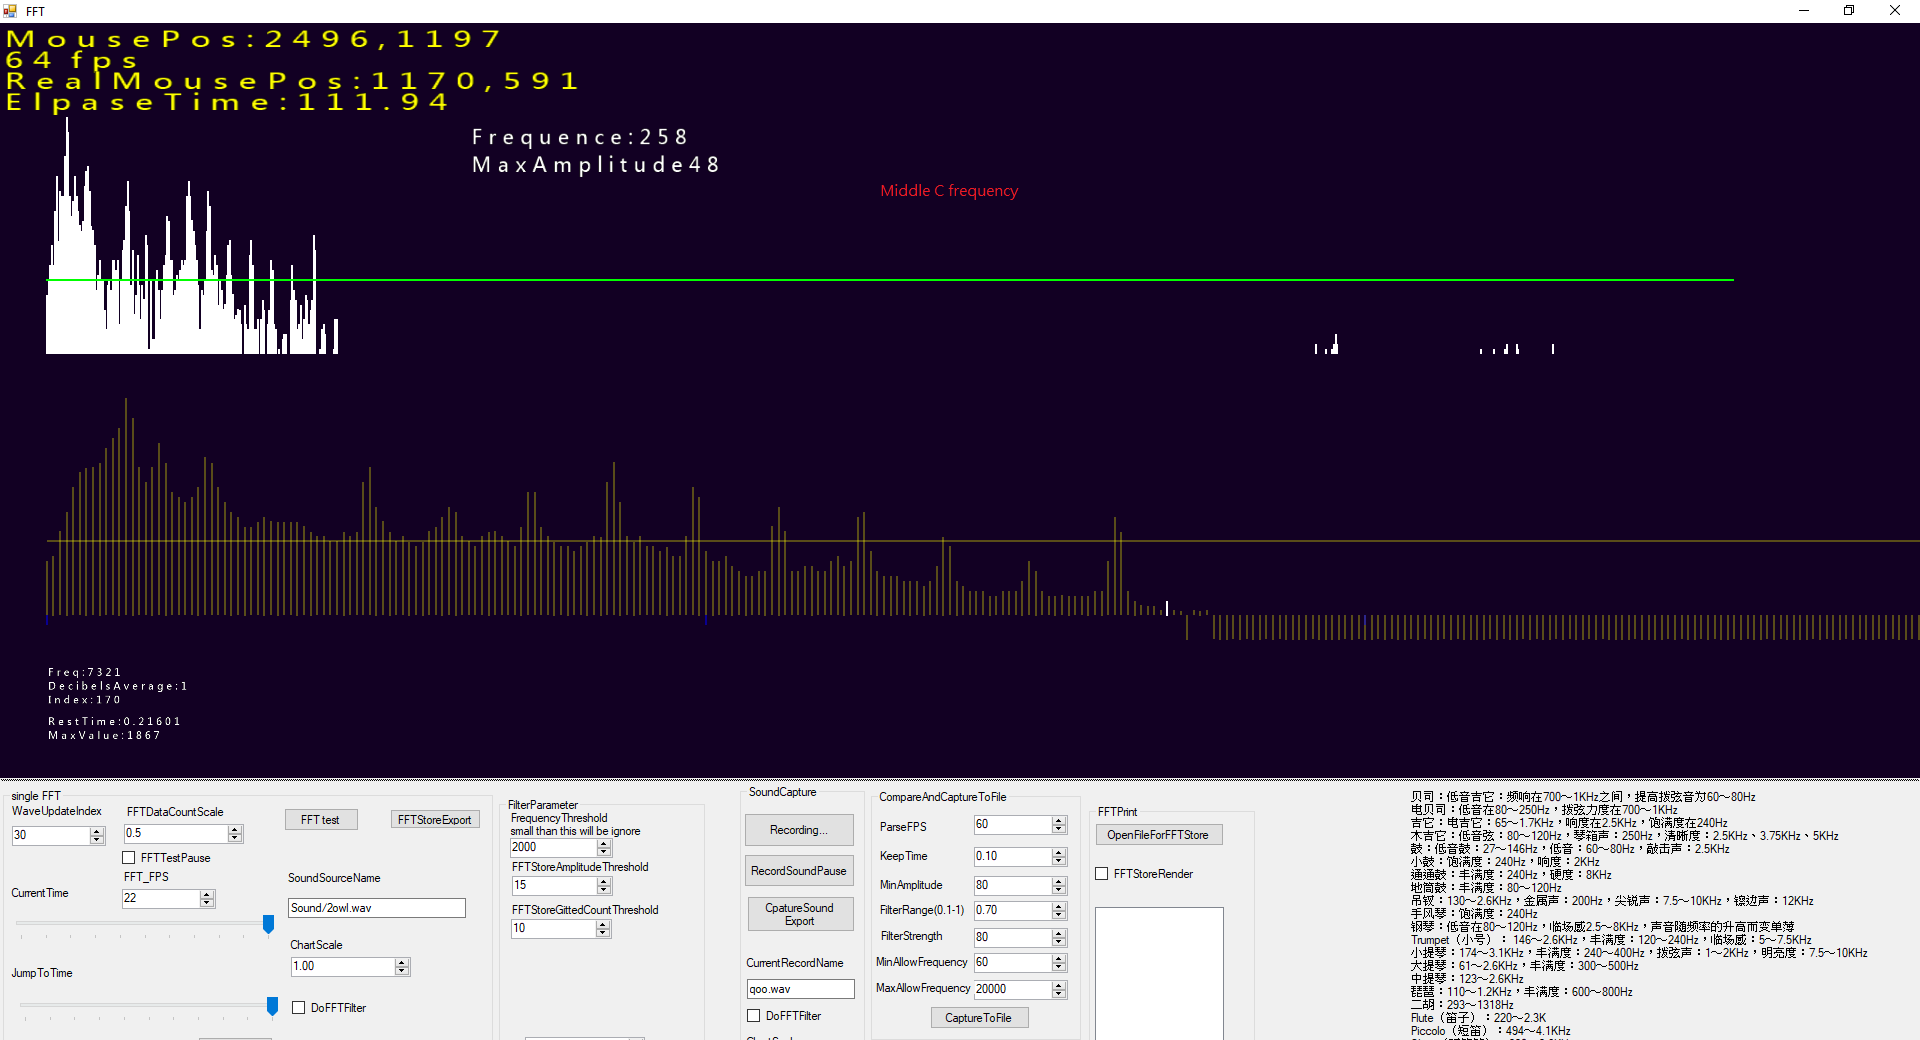 FFT
MousePos:2496,1197
64 fps
RealMousePos:1170,591
ElpaseTime:111.94
Frequence:258
MaxAmplitude48
Middle C frequency
Freq:7321
DecibelsAverage:1
Index:170
RestTime:0.21601
MaxValue:1867
single FFT
WaveUpdateIndex
30
FFTDataCountScale
0.5
FFT test
FFTStoreExport
FFTTestPause
FFT_FPS
22
CurrentTime
SoundSourceName
Sound/2owl.wav
ChartScale
1.00
JumpToTime
DoFFTFilter
FilterParameter
FrequencyThreshold
small than this will be ignore
2000
FFTStoreAmplitudeThreshold
15
FFTStoreGittedCountThreshold
10
SoundCapture
Recording...
RecordSoundPause
CpatureSound
Export
CurrentRecordName
qoo.wav
DoFFTFilter
CompareAndCaptureToFile
ParseFPS
60
KeepTime
0.10
MinAmplitude
80
FilterRange(0.1-1)
0.70
FilterStrength
80
MinAllowFrequency
60
MaxAllowFrequency
20000
CaptureToFile
FFTPrint
OpenFileForFFTStore
FFTStoreRender
贝司：低音吉它：频响在700～1KHz之间，提高拨弦音为60～80Hz
电贝司：低音在80～250Hz，拨弦力度在700～1KHz
吉它：电吉它：65～1.7KHz，响度在2.5KHz，饱满度在240Hz
木吉它：低音弦：80～120Hz，琴箱声：250Hz，清晰度：2.5KHz、3.75KHz、5KHz
鼓：低音鼓：27～146Hz，低音：60～80Hz，敲击声：2.5KHz
小鼓：饱满度：240Hz，响度：2KHz
通通鼓：丰满度：240Hz，硬度：8KHz
地筒鼓：丰满度：80～120Hz
吊钗：130～2.6KHz，金属声：200Hz，尖锐声：7.5～10KHz，镲边声：12KHz
手风琴：饱满度：240Hz
钢琴：低音在80～120Hz，临场感2.5～8KHz，声音随频率的升高而变单薄
Trumpet（小号）： 146～2.6KHz，丰满度：120～240Hz，临场感：5～7.5KHz
小提琴：174～3.1KHz，丰满度：240～400Hz，拨弦声：1～2KHz，明亮度：7.5～10KHz
大提琴：61～2.6KHz，丰满度：300～500Hz
中提琴：123～2.6KHz
琵琶：110～1.2KHz，丰满度：600～800Hz
二胡：293～1318Hz
Flute（笛子）：220～2.3K
Piccolo（短笛）：494～4.1KHz